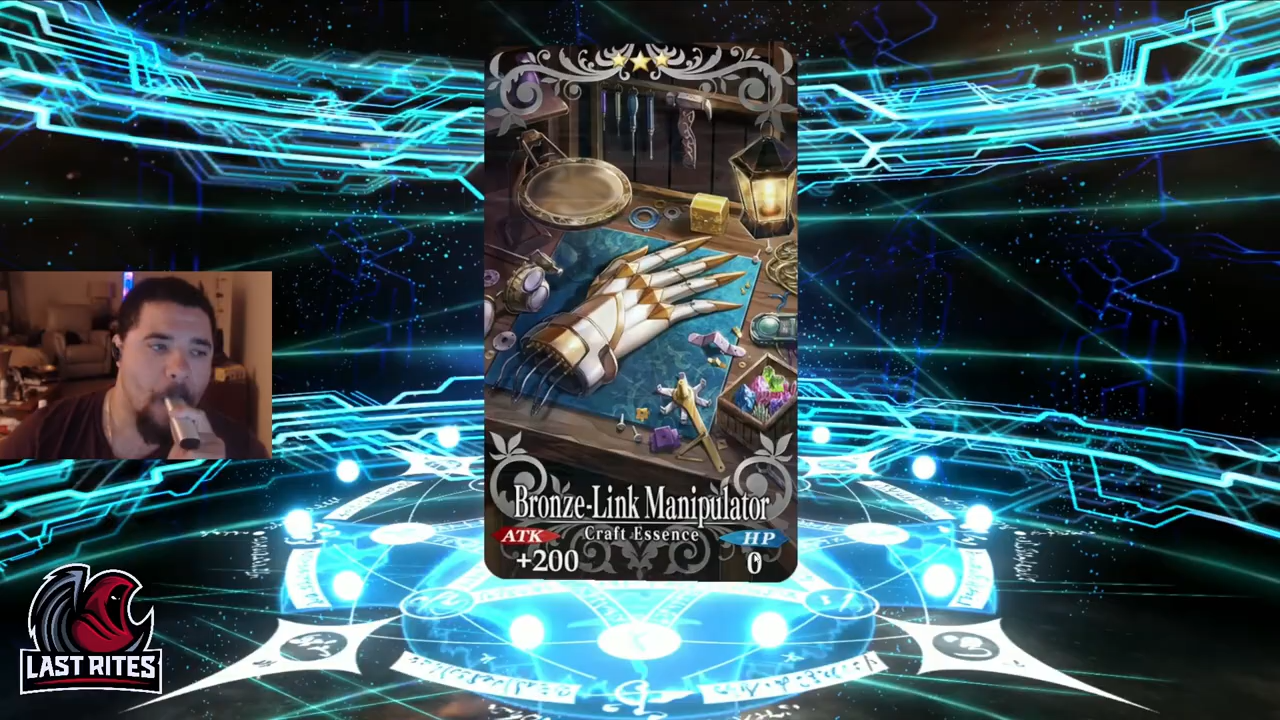 Bronze-Link Manipulator
ATK Craft Essence HP
+200 0
LAST RITES